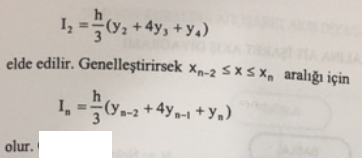 I₂ = h/3 (y₂ + 4y₃ + y₄)
elde edilir. Genelleştirirsek xₙ₋₂ ≤ x ≤ xₙ aralığı için
Iₙ = h/3 (yₙ₋₂ + 4yₙ₋₁ + yₙ)
olur.